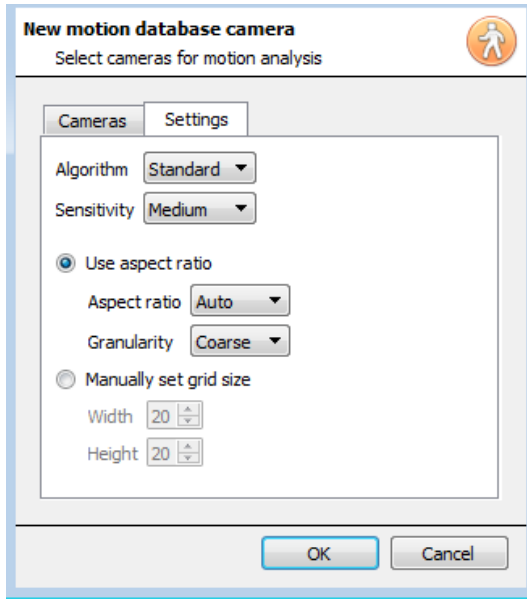 New motion database camera
Select cameras for motion analysis
Cameras Settings
Algorithm Standard
Sensitivity Medium
Use aspect ratio
Aspect ratio Auto
Granularity Coarse
Manually set grid size
Width 20
Height 20
OK Cancel